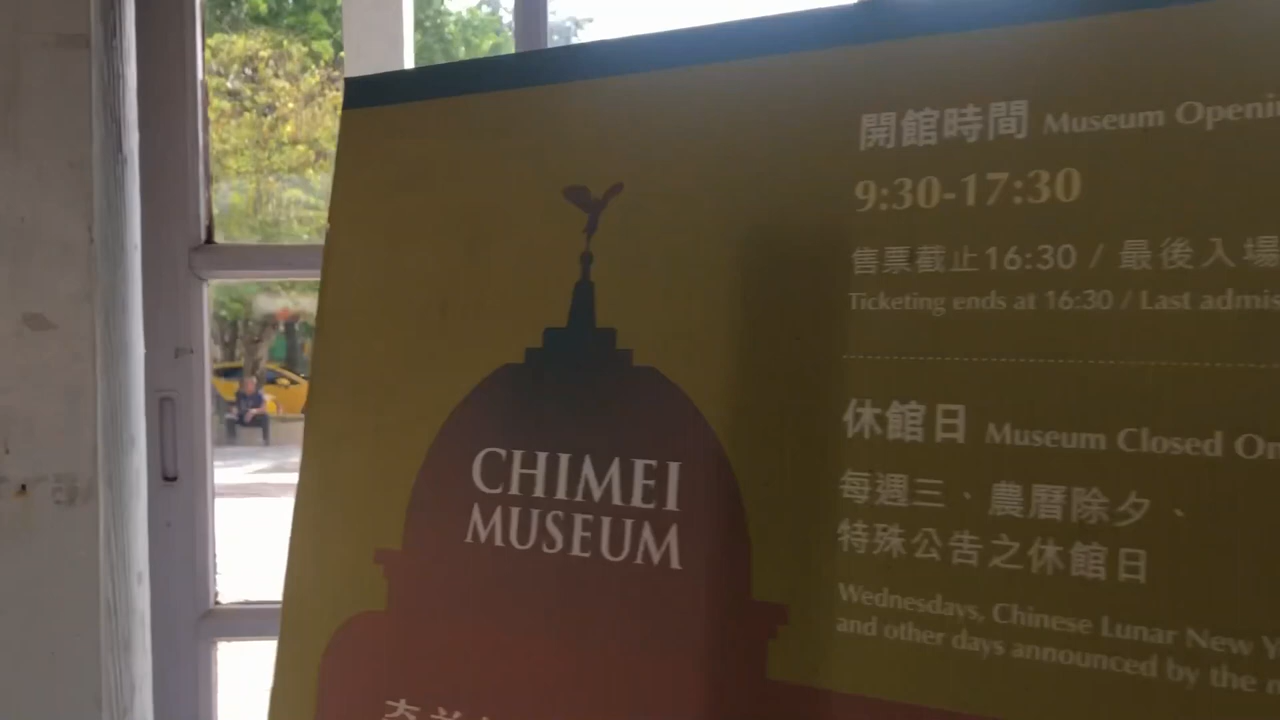 開館時間 Museum Openi
9:30-17:30
售票截止16:30 / 最後入場
Ticketing ends at 16:30 / Last admis
休館日 Museum Closed On
每週三、農曆除夕、
特殊公告之休館日
Wednesdays, Chinese Lunar New Y
and other days announced by the
CHIMEI
MUSEUM